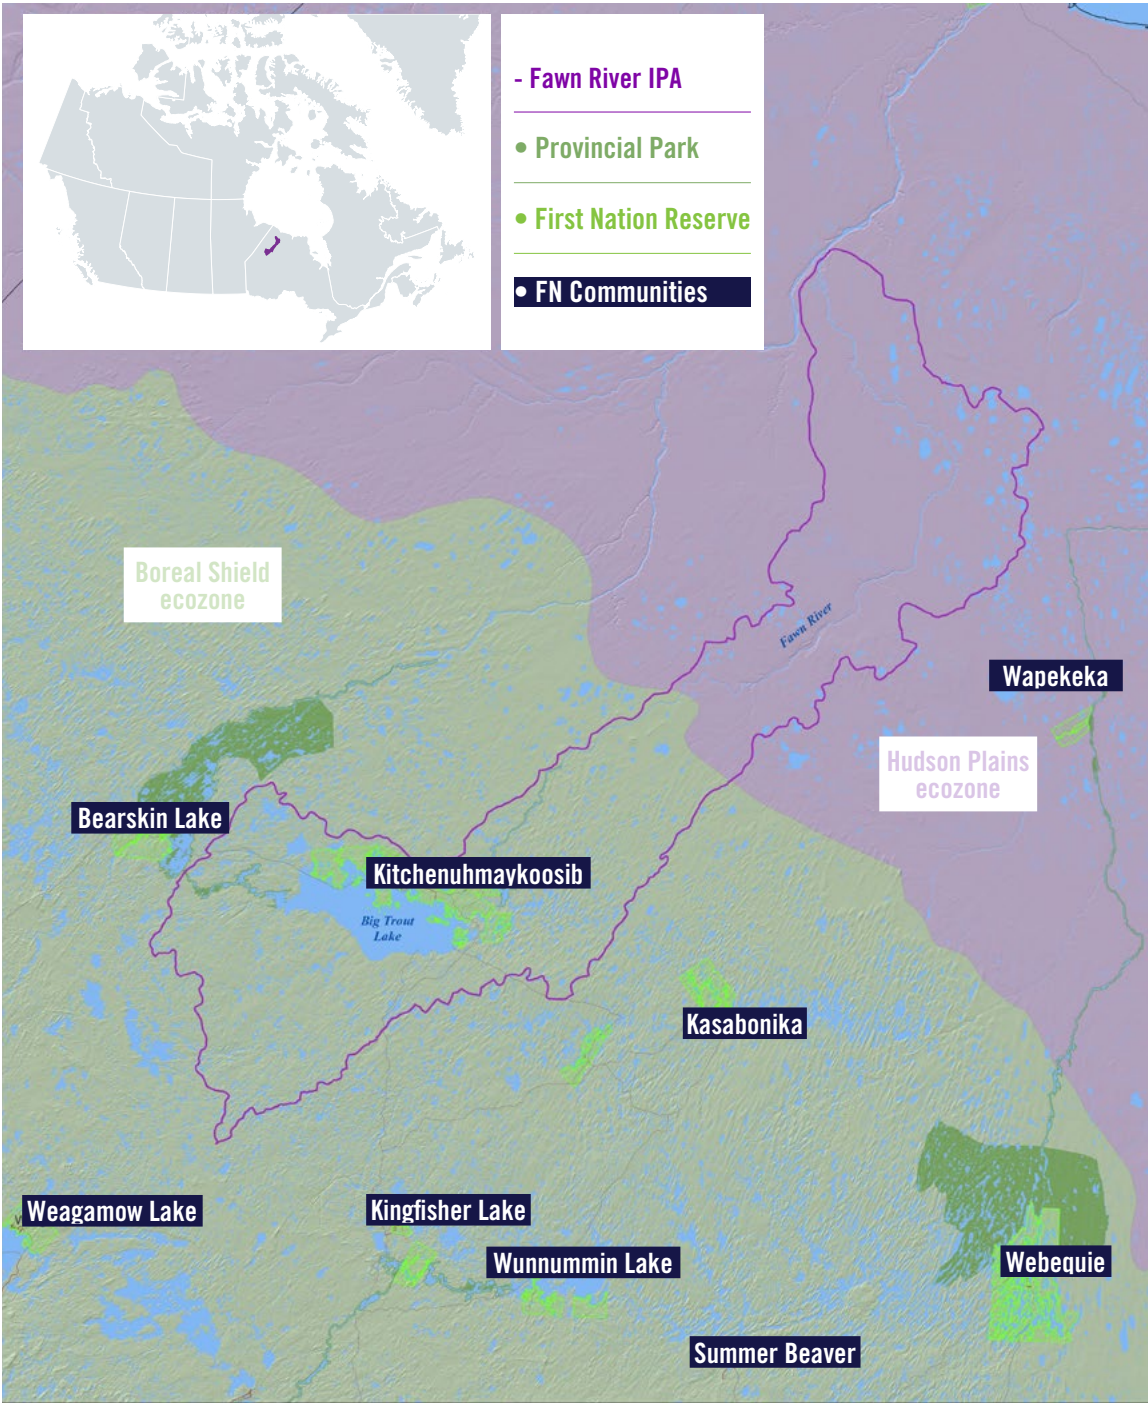 - Fawn River IPA
• Provincial Park
• First Nation Reserve
• FN Communities
Boreal Shield
ecozone
Fawn River
Wapekeka
Hudson Plains
ecozone
Bearskin Lake
Kitchenuhmaykoosib
Big Trout
Lake
Kasabonika
Weagamow Lake
Kingfisher Lake
Wunnummin Lake
Webequie
Summer Beaver